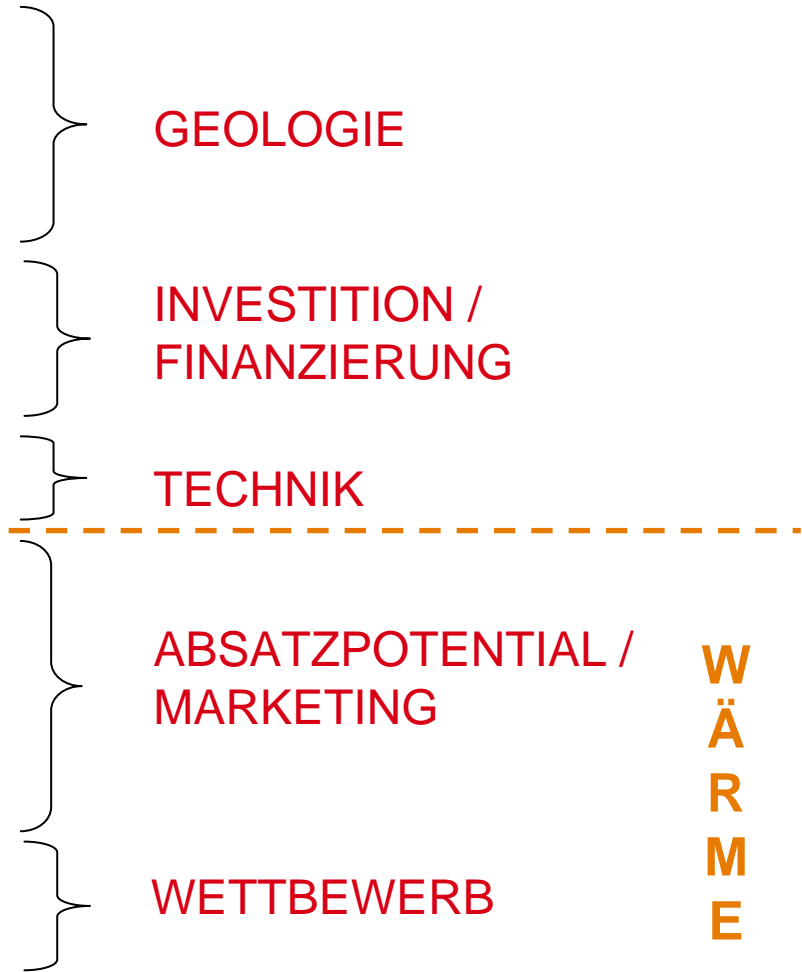 GEOLOGIE
INVESTITION /
FINANZIERUNG
TECHNIK
ABSATZPOTENTIAL /
MARKETING
WETTBEWERB
W
Ä
R
M
E